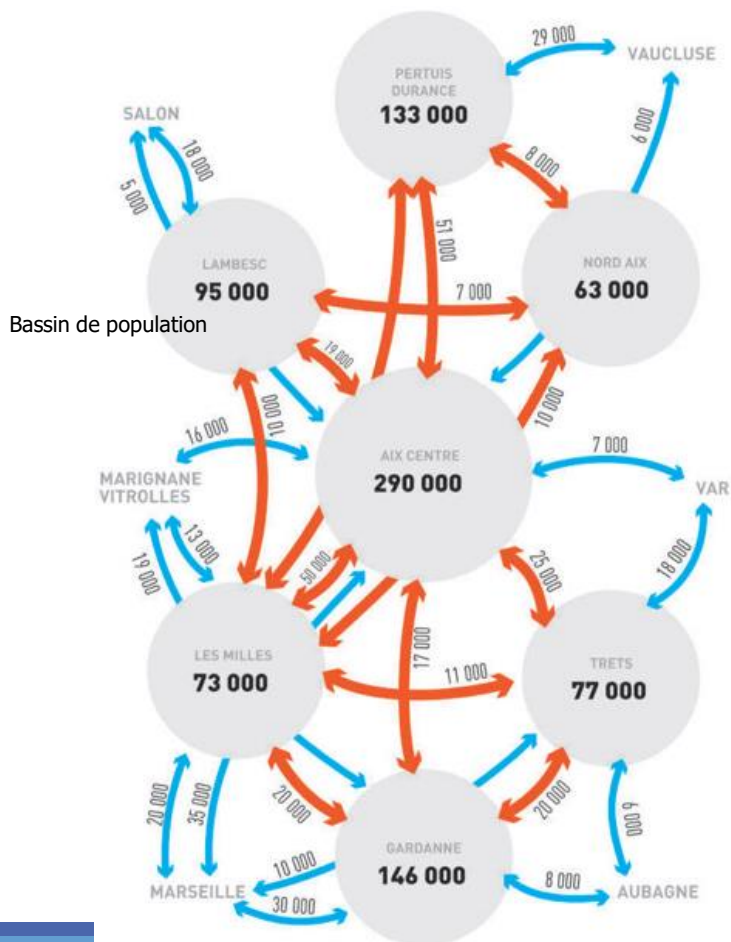 29 000
VAUCLUSE
PERTUIS
DURANCE
133 000
SALON
18 000
5 000
6 000
8 000
51 000
LAMBESC
95 000
NORD AIX
63 000
7 000
Bassin de population
19 000
10 000
10 000
16 000
AIX CENTRE
290 000
7 000
MARIGNANE
VITROLLES
VAR
13 000
19 000
50 000
25 000
18 000
LES MILLES
73 000
17 000
11 000
TRETS
77 000
20 000
35 000
20 000
20 000
6 000
GARDANNE
146 000
10 000
MARSEILLE
30 000
8 000
AUBAGNE